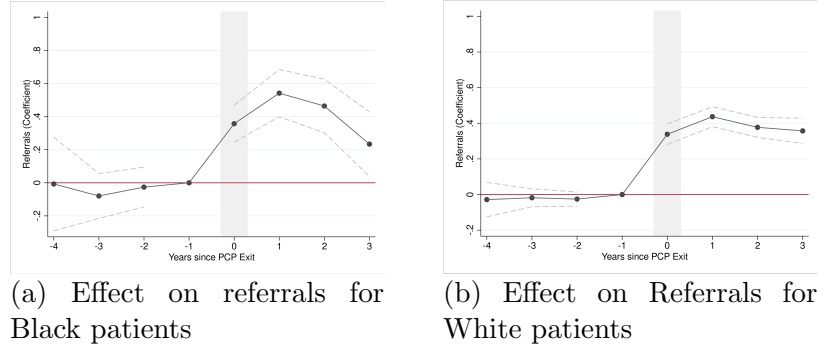 Referrals (Coefficient)
1
.8
.6
.4
.2
0
-.2
-4 -3 -2 -1 0 1 2 3
Years since PCP Exit
(a) Effect on referrals for
Black patients
Referrals (Coefficient)
1
.8
.6
.4
.2
0
-.2
-4 -3 -2 -1 0 1 2 3
Years since PCP Exit
(b) Effect on Referrals for
White patients